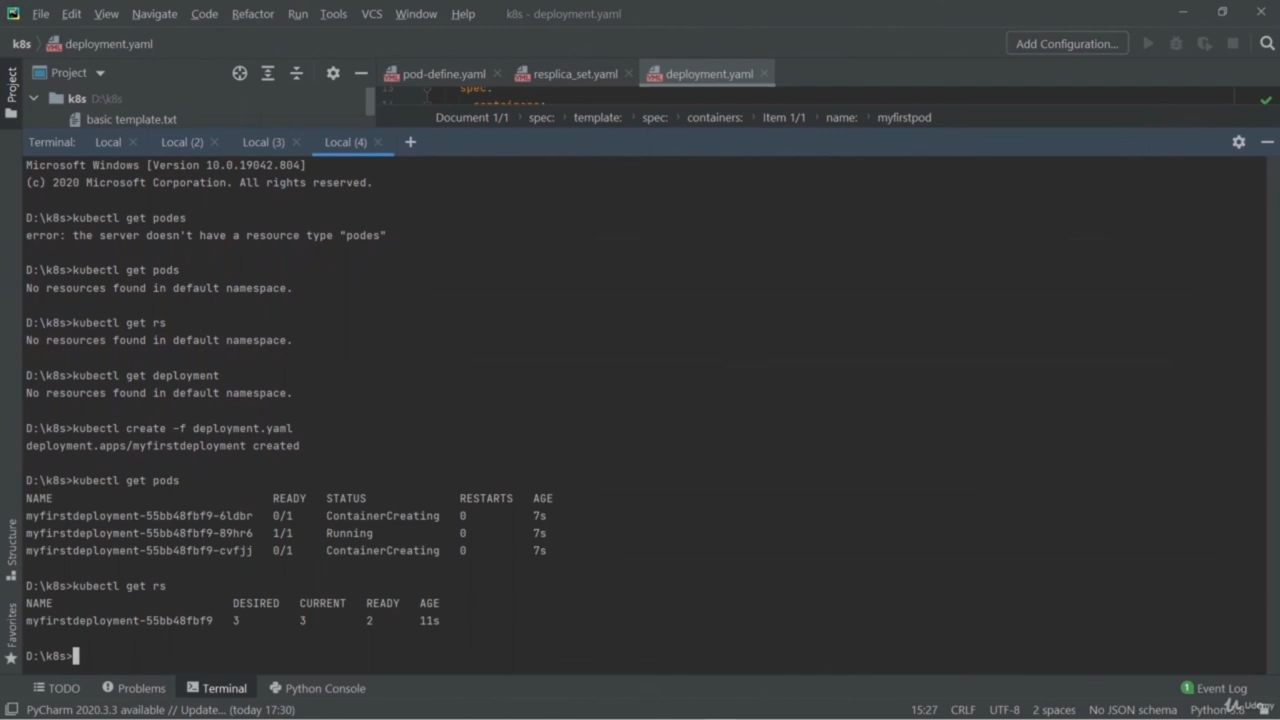 File Edit View Navigate Code Refactor Run Tools VCS Window Help k8s - deployment.yaml
k8s deployment.yaml Add Configuration...
Project Project pod-define.yaml resplica_set.yaml deployment.yaml
spec:
k8s D:\k8s
containers:
basic template.txt Document 1/1 spec: template: spec: containers: Item 1/1 name: myfirstpod
Terminal: Local Local (2) Local (3) Local (4) +
Microsoft Windows [Version 10.0.19042.804]
(c) 2020 Microsoft Corporation. All rights reserved.
D:\k8s>kubectl get podes
error: the server doesn't have a resource type "podes"
D:\k8s>kubectl get pods
No resources found in default namespace.
D:\k8s>kubectl get rs
No resources found in default namespace.
D:\k8s>kubectl get deployment
No resources found in default namespace.
D:\k8s>kubectl create -f deployment.yaml
deployment.apps/myfirstdeployment created
D:\k8s>kubectl get pods
NAME READY STATUS RESTARTS AGE
myfirstdeployment-55bb48fbf9-6ldbr 0/1 ContainerCreating 0 7s
myfirstdeployment-55bb48fbf9-89hr6 1/1 Running 0 7s
myfirstdeployment-55bb48fbf9-cvfjj 0/1 ContainerCreating 0 7s
D:\k8s>kubectl get rs
NAME DESIRED CURRENT READY AGE
myfirstdeployment-55bb48fbf9 3 3 2 11s
D:\k8s>
Structure
Favorites
TODO Problems Terminal Python Console 1 Event Log
PyCharm 2020.3.3 available // Update... (today 17:30) 15:27 CRLF UTF-8 2 spaces No JSON schema Python
Udemy